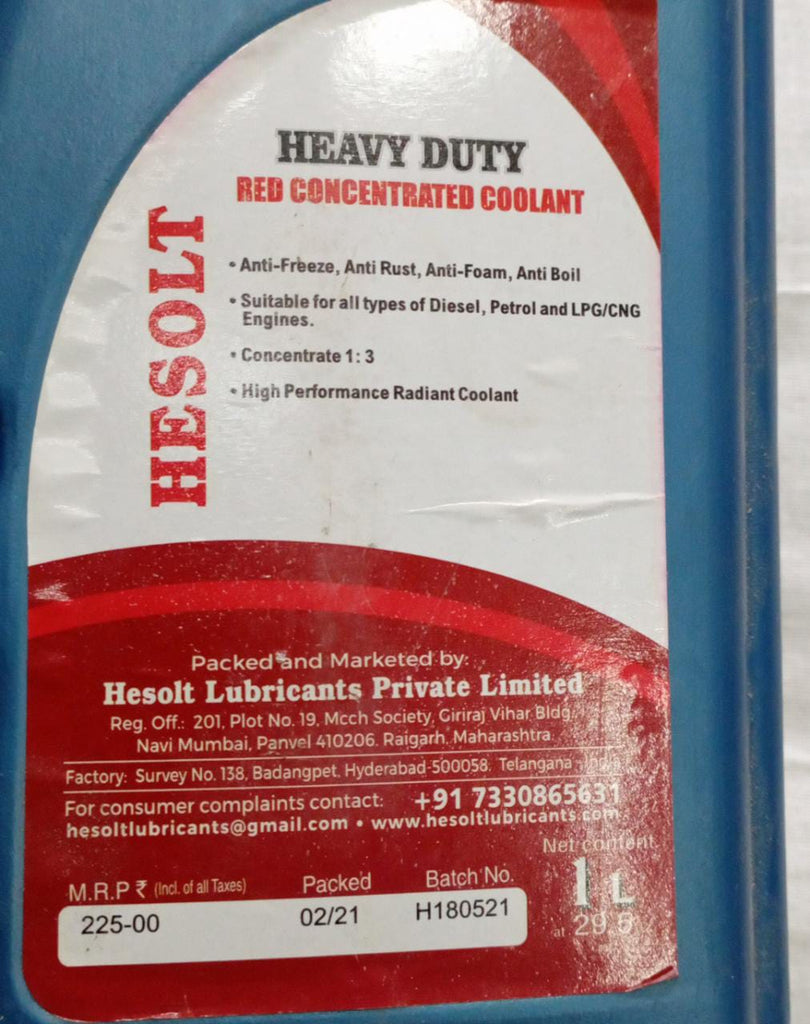 HEAVY DUTY
RED CONCENTRATED COOLANT
HESOLT
• Anti-Freeze, Anti Rust, Anti-Foam, Anti Boil
• Suitable for all types of Diesel, Petrol and LPG/CNG
Engines.
• Concentrate 1: 3
• High Performance Radiant Coolant
Packed and Marketed by:
Hesolt Lubricants Private Limited
Reg. Off.: 201, Plot No. 19, Mcch Society, Giriraj Vihar Bldg.
Navi Mumbai, Panvel 410206. Raigarh, Maharashtra
Factory: Survey No. 138, Badangpet, Hyderabad-500058. Telangana
For consumer complaints contact: +91 7330865631
hesoltlubricants@gmail.com • www.hesoltlubricants.com
Net content
1 L
at 29.5
M.R.P ₹ (Incl. of all Taxes) Packed Batch No.
225-00 02/21 H180521